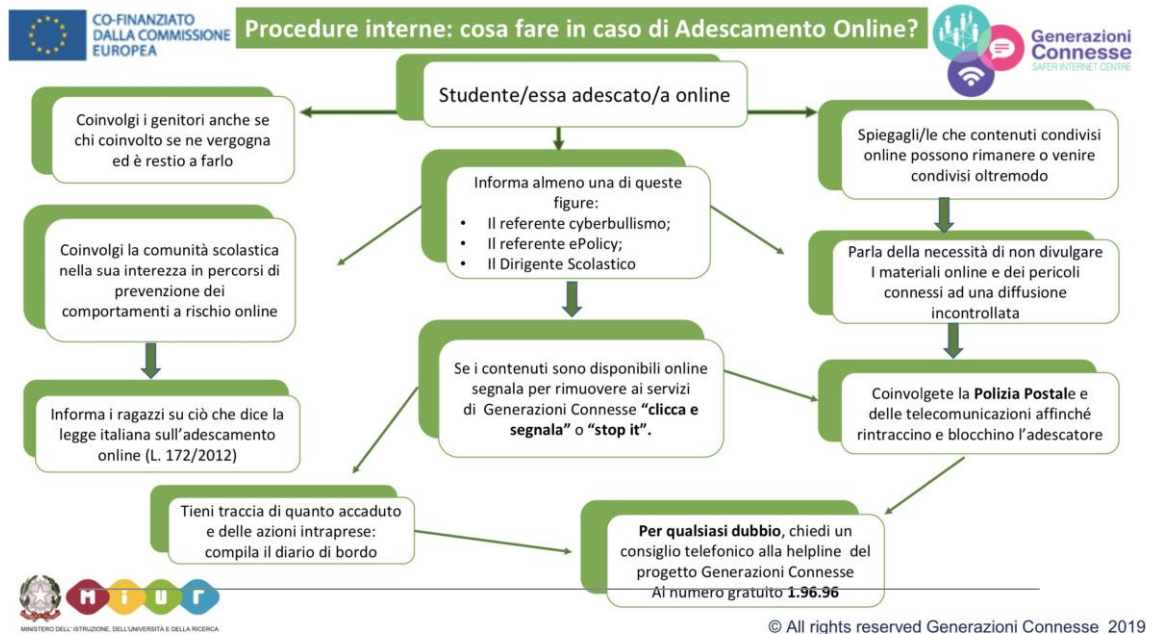 CO-FINANZIATO
DALLA COMMISSIONE
EUROPEA
Procedure interne: cosa fare in caso di Adescamento Online?
Generazioni
Connesse
SAFER INTERNET CENTRE
Studente/essa adescato/a online
Coinvolgi i genitori anche se
chi coinvolto se ne vergogna
ed è restio a farlo
Spiegagli/le che contenuti condivisi
online possono rimanere o venire
condivisi oltremodo
Informa almeno una di queste
figure:
• Il referente cyberbullismo;
• Il referente ePolicy;
• Il Dirigente Scolastico
Coinvolgi la comunità scolastica
nella sua interezza in percorsi di
prevenzione dei
comportamenti a rischio online
Parla della necessità di non divulgare
I materiali online e dei pericoli
connessi ad una diffusione
incontrollata
Se i contenuti sono disponibili online
segnala per rimuovere ai servizi
di Generazioni Connesse “clicca e
segnala” o “stop it”.
Informa i ragazzi su ciò che dice la
legge italiana sull’adescamento
online (L. 172/2012)
Coinvolgete la Polizia Postale e
delle telecomunicazioni affinché
rintraccino e blocchino l’adescatore
Tieni traccia di quanto accaduto
e delle azioni intraprese:
compila il diario di bordo
Per qualsiasi dubbio, chiedi un
consiglio telefonico alla helpline del
progetto Generazioni Connesse
Al numero gratuito 1.96.96
MIUR
MINISTERO DELL’ISTRUZIONE, DELL’UNIVERSITÀ E DELLA RICERCA
© All rights reserved Generazioni Connesse 2019